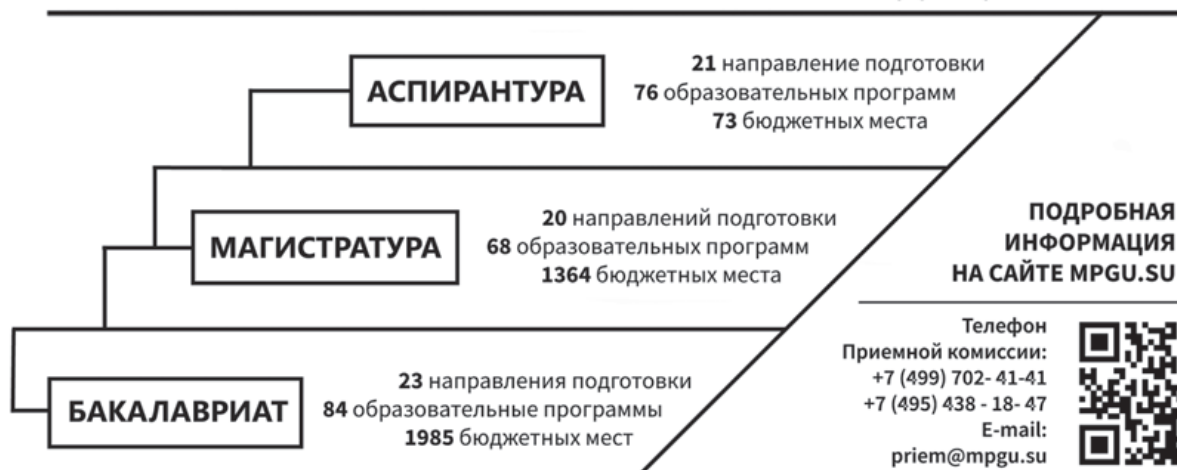 АСПИРАНТУРА
21 направление подготовки
76 образовательных программ
73 бюджетных места
МАГИСТРАТУРА
20 направлений подготовки
68 образовательных программ
1364 бюджетных места
БАКАЛАВРИАТ
23 направления подготовки
84 образовательные программы
1985 бюджетных мест
ПОДРОБНАЯ
ИНФОРМАЦИЯ
НА САЙТЕ MPGU.SU
Телефон
Приемной комиссии:
+7 (499) 702- 41-41
+7 (495) 438 - 18- 47
E-mail:
priem@mpgu.su